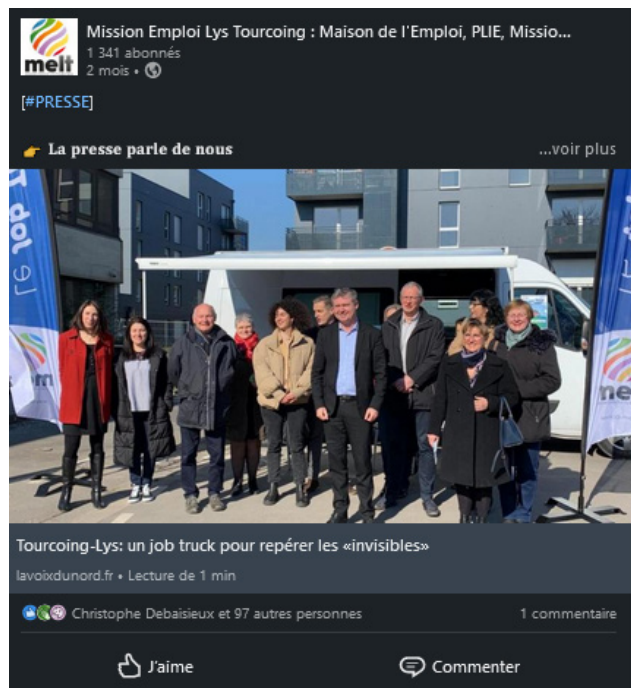 melt
Mission Emploi Lys Tourcoing : Maison de l'Emploi, PLIE, Missio...
1 341 abonnés
2 mois •
[#PRESSE]
👉 La presse parle de nous
...voir plus
Tourcoing-Lys: un job truck pour repérer les «invisibles»
lavoixdunord.fr • Lecture de 1 min
Christophe Debaisieux et 97 autres personnes
1 commentaire
J'aime
Commenter